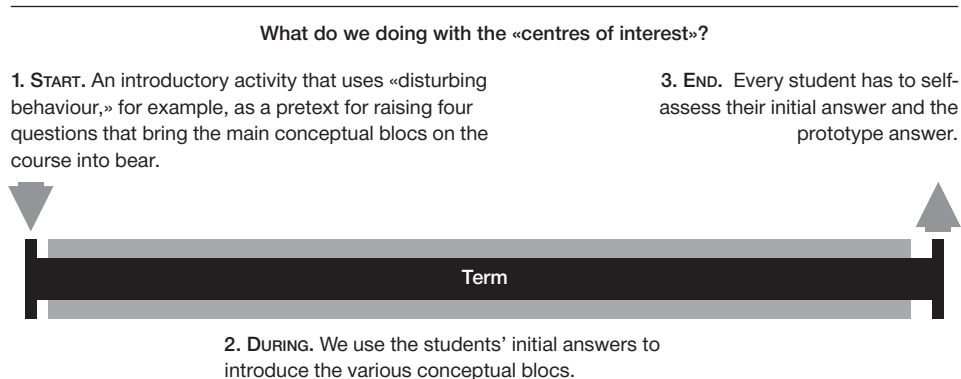 What do we doing with the «centres of interest»?
1. START. An introductory activity that uses «disturbing
behaviour,» for example, as a pretext for raising four
questions that bring the main conceptual blocs on the
course into bear.
3. END. Every student has to self-
assess their initial answer and the
prototype answer.
Term
2. DURING. We use the students’ initial answers to
introduce the various conceptual blocs.